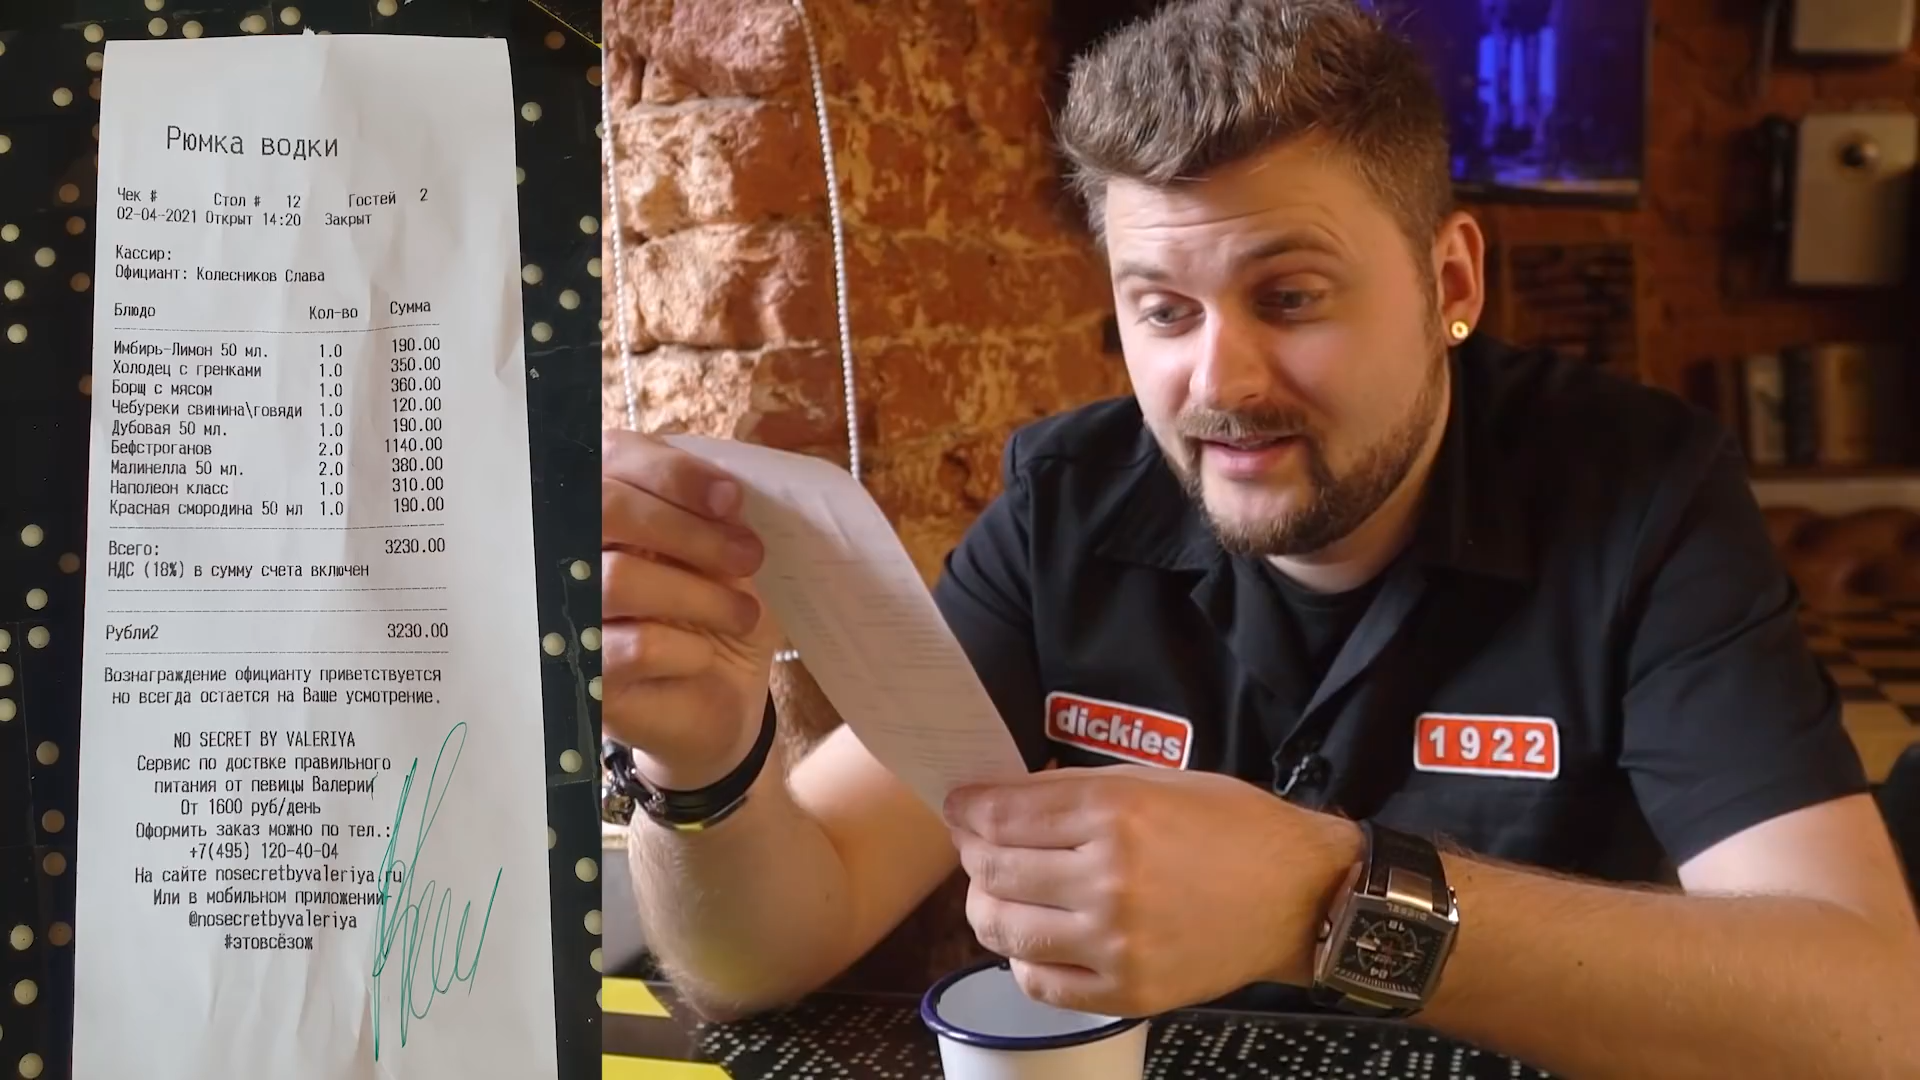 Рюмка водки
Чек # Стол # 12 Гостей 2
02-04-2021 Открыт 14:20 Закрыт
Кассир:
Официант: Колесников Слава
Блюдо Кол-во Сумма
Имбирь-Лимон 50 мл. 1.0 190.00
Холодец с гренками 1.0 350.00
Борщ с мясом 1.0 360.00
Чебуреки свинина\говяди 1.0 120.00
Дубовая 50 мл. 1.0 190.00
Бефстроганов 2.0 1140.00
Малинелла 50 мл. 2.0 380.00
Наполеон класс 1.0 310.00
Красная смородина 50 мл 1.0 190.00
Всего: 3230.00
НДС (18%) в сумму счета включен
Рубли2 3230.00
Вознаграждение официанту приветствуется
но всегда остается на Ваше усмотрение.
NO SECRET BY VALERIYA
Сервис по доствке правильного
питания от певицы Валерии
От 1600 руб/день
Оформить заказ можно по тел.:
+7(495) 120-40-04
На сайте nosecretbyvaleriya.ru
Или в мобильном приложении
@nosecretbyvaleriya
#этовсёзож
dickies
1922
DIESEL